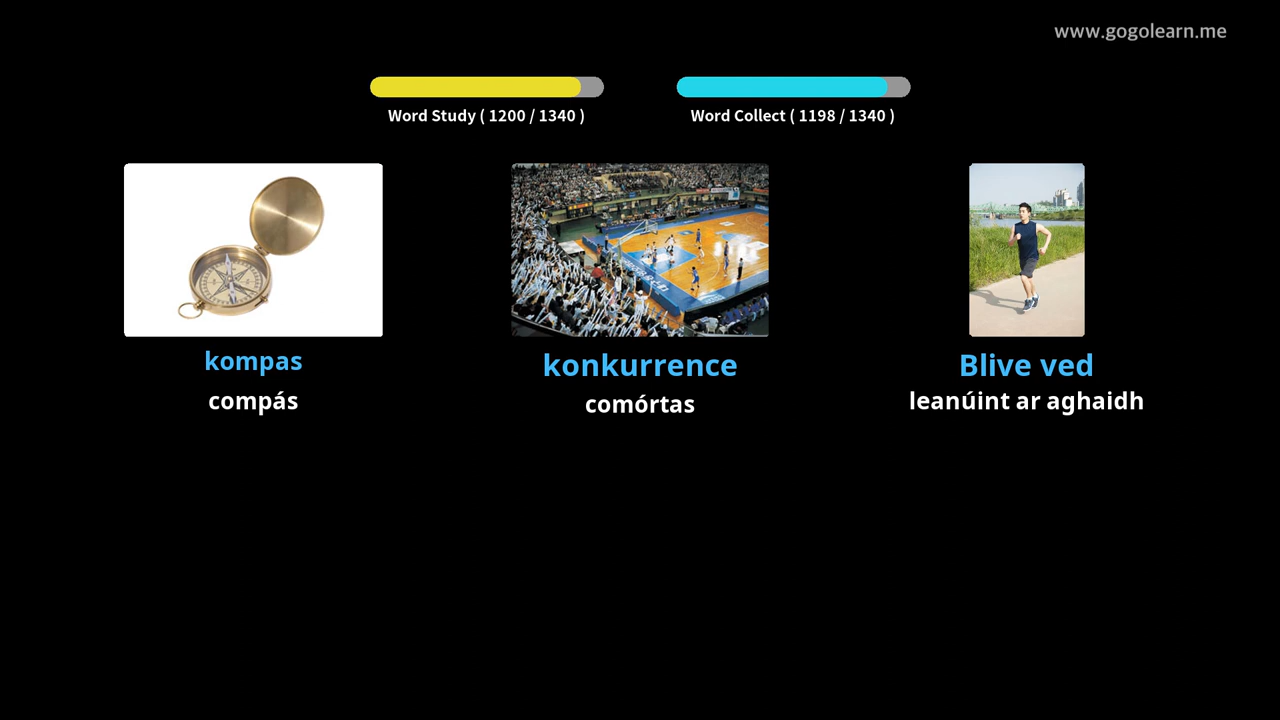 www.gogolearn.me
Word Study ( 1200 / 1340 )
Word Collect ( 1198 / 1340 )
kompas
compás
konkurrence
comórtas
Blive ved
leanúint ar aghaidh